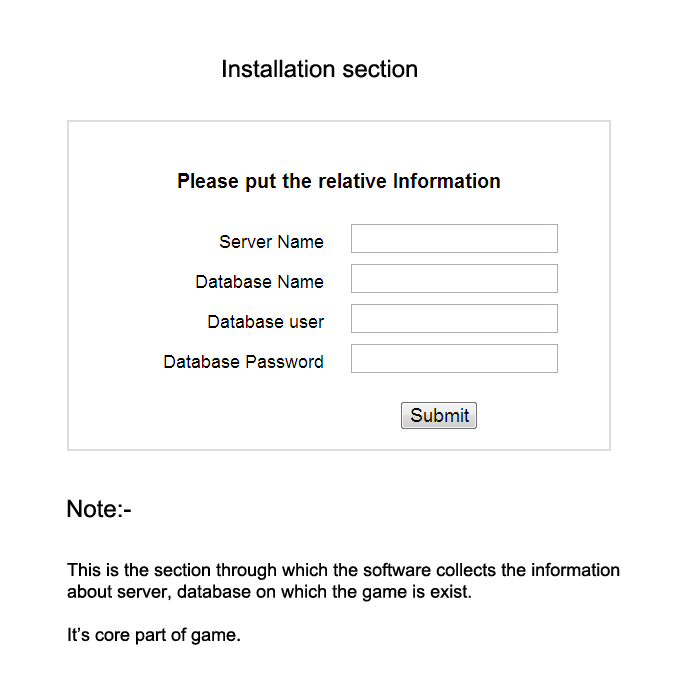 Installation section
Please put the relative Information
Server Name
Database Name
Database user
Database Password
Submit
Note:-
This is the section through which the software collects the information
about server, database on which the game is exist.
It's core part of game.